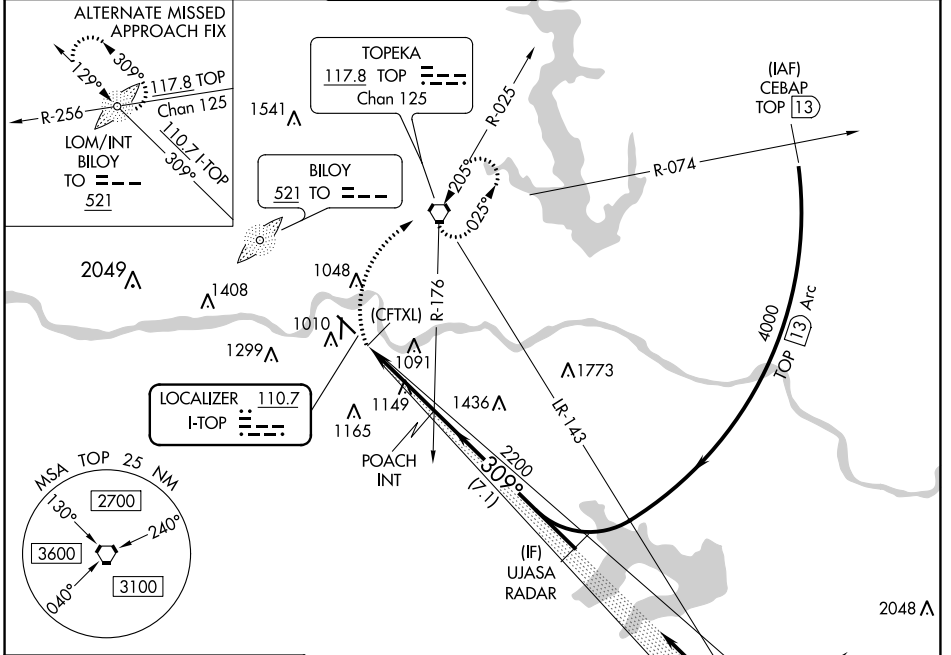 ALTERNATE MISSED
APPROACH FIX
309°
129°
117.8 TOP
Chan 125
R-256
110.7 I-TOP
309°
LOM/INT
BILOY
TO
521
TOPEKA
117.8 TOP
Chan 125
R-025
(IAF)
CEBAP
TOP 13
1541
BILOY
521 TO
205°
025°
R-074
2049
1408
1048
R-176
1010
(CFTXL)
1299
1091
4000
TOP 13 Arc
LOCALIZER 110.7
I-TOP
1149
1436
1773
1165
LR-143
POACH
INT
2200
309°
(7.1)
MSA TOP 25 NM
130°
2700
240°
3600
040°
3100
(IF)
UJASA
RADAR
2048